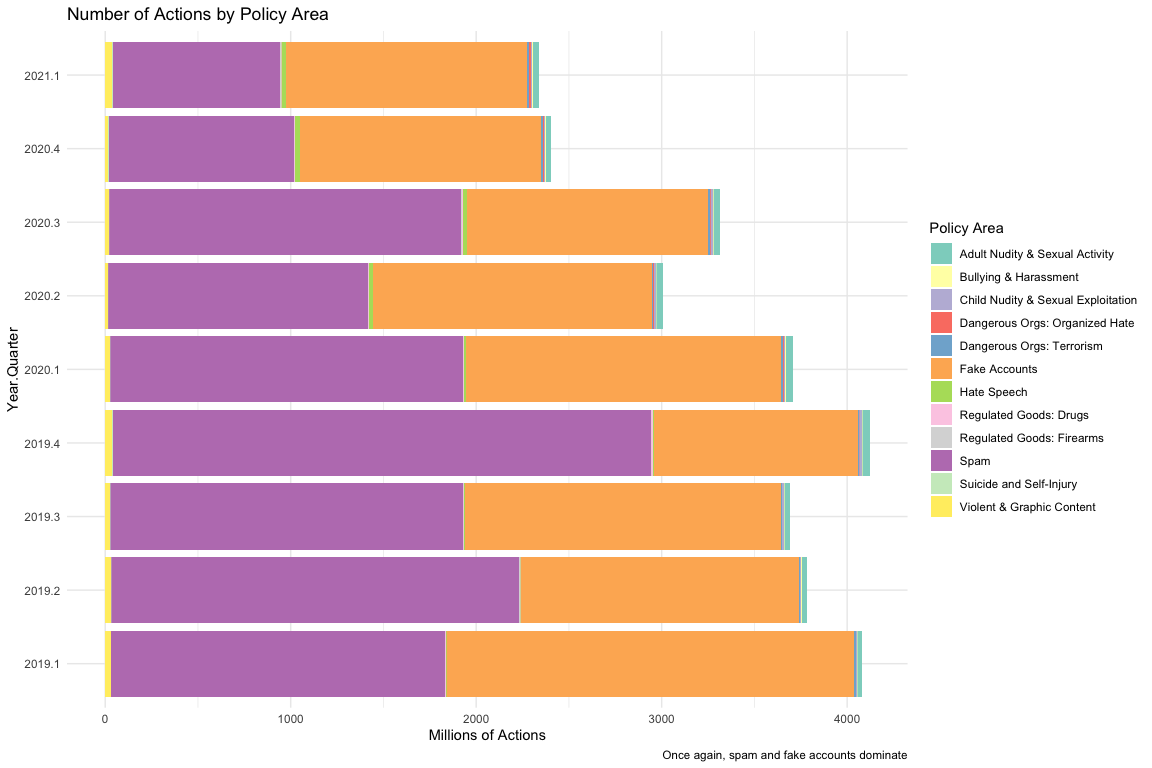 Number of Actions by Policy Area
Year.Quarter
2021.1
2020.4
2020.3
2020.2
2020.1
2019.4
2019.3
2019.2
2019.1
0 1000 2000 3000 4000
Millions of Actions
Policy Area
Adult Nudity & Sexual Activity
Bullying & Harassment
Child Nudity & Sexual Exploitation
Dangerous Orgs: Organized Hate
Dangerous Orgs: Terrorism
Fake Accounts
Hate Speech
Regulated Goods: Drugs
Regulated Goods: Firearms
Spam
Suicide and Self-Injury
Violent & Graphic Content
Once again, spam and fake accounts dominate